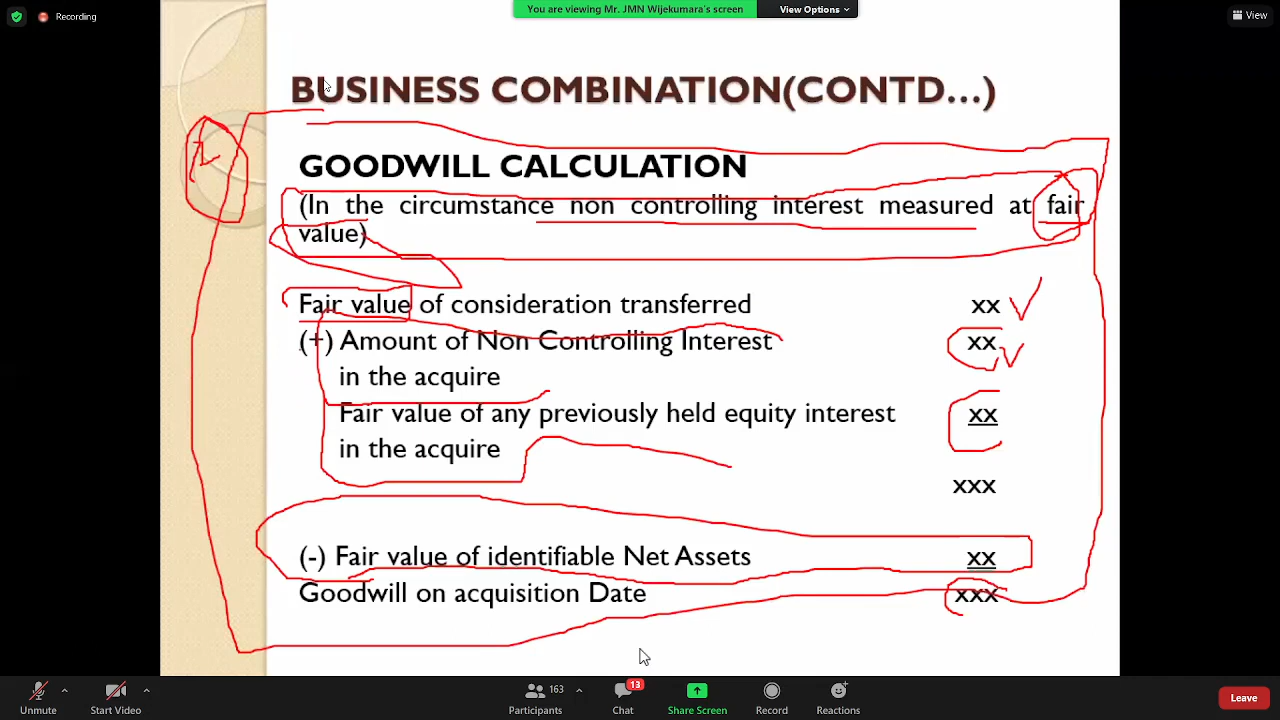 Recording
You are viewing Mr. JMN Wijekumara's screen
View Options
View
BUSINESS COMBINATION(CONTD...)
GOODWILL CALCULATION
(In the circumstance non controlling interest measured at fair
value)
Fair value of consideration transferred xx
(+) Amount of Non Controlling Interest xx
in the acquire
Fair value of any previously held equity interest xx
in the acquire
xxx
(-) Fair value of identifiable Net Assets xx
Goodwill on acquisition Date xxx
Unmute
Start Video
163
Participants
13
Chat
Share Screen
Record
Reactions
Leave